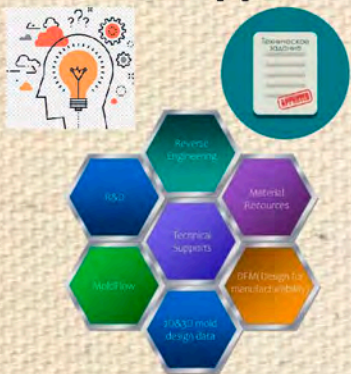 ???
Техническое
задание
Reverse
Engineering
R&D
Material
Resources
Technical
Supports
MoldFlow
DFM(Design for
manufacturability)
2D&3D mold
design data